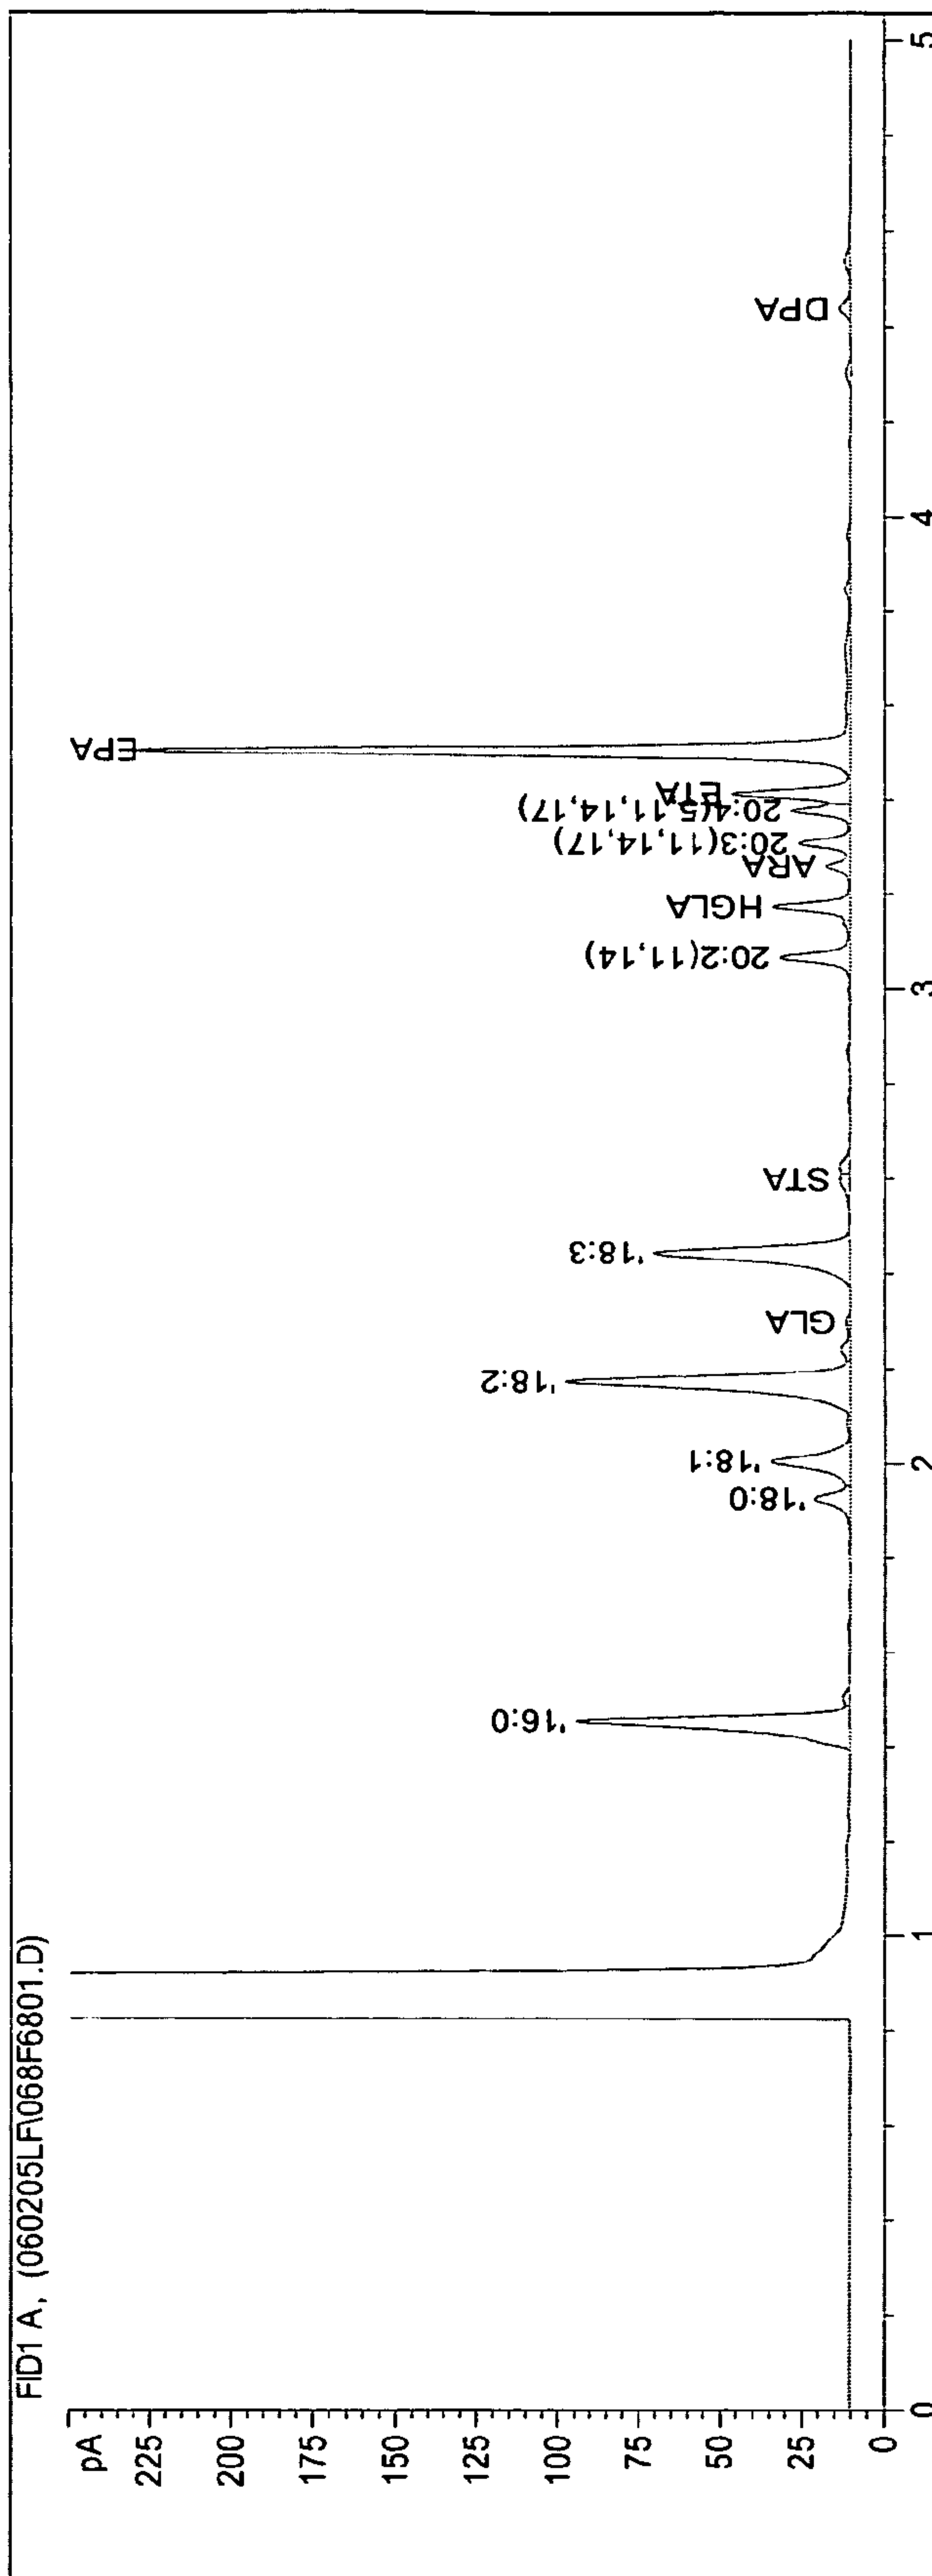 FID1 A, (060205LF\068F6801.D)
pA
225
200
175
150
125
100
75
50
25
0
'16:0
'18:0
'18:1
'18:2
GLA
'18:3
STA
20:2(11,14)
HGLA
ARA
20:3(11,14,17)
20:4(5,11,14,17)
ETA
EPA
DPA
0
1
2
3
4
5